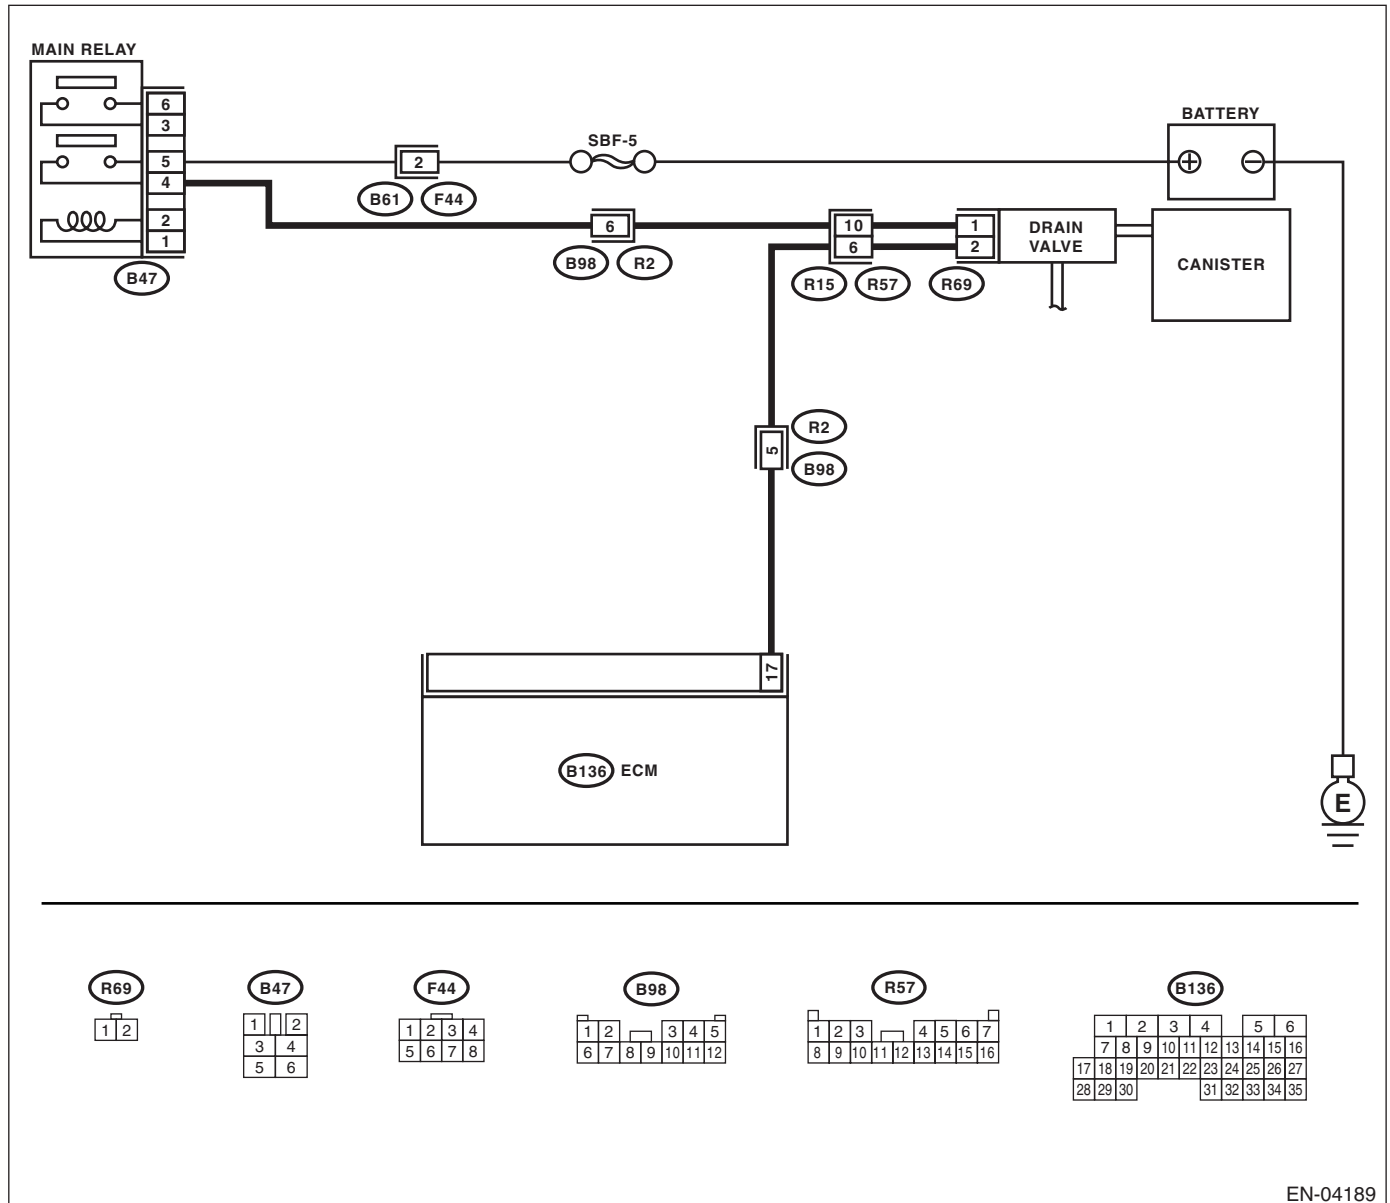 MAIN RELAY
6
3
5
4
2
1
B47
2
B61 F44
SBF-5
BATTERY
6
B98 R2
10
6
R15 R57
1
2
R69
DRAIN
VALVE
CANISTER
5
R2
B98
17
B136 ECM
E
R69
1 2
B47
1 2
3 4
5 6
F44
1 2 3 4
5 6 7 8
B98
1 2 3 4 5
6 7 8 9 10 11 12
R57
1 2 3 4 5 6 7
8 9 10 11 12 13 14 15 16
B136
1 2 3 4 5 6
7 8 9 10 11 12 13 14 15 16
17 18 19 20 21 22 23 24 25 26 27
28 29 30 31 32 33 34 35
EN-04189